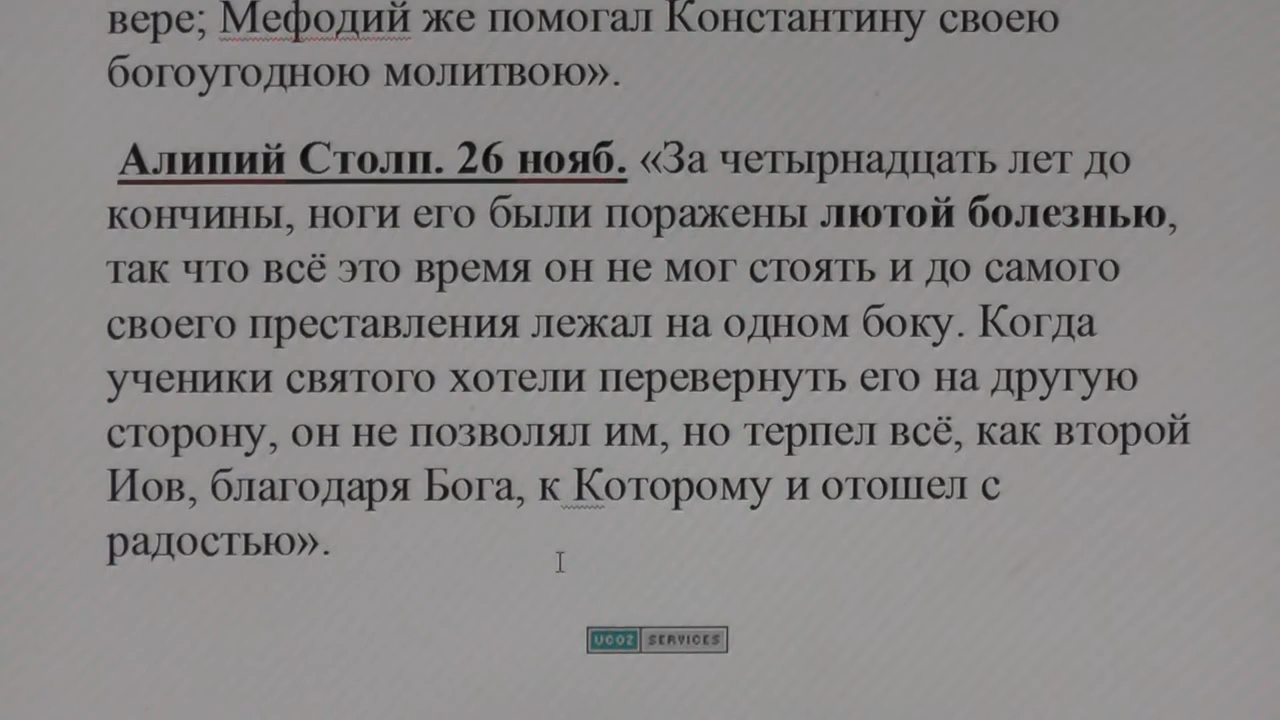 вере; Мефодий же помогал Константину своею
богоугодною молитвою».
Алипий Столп. 26 нояб. «За четырнадцать лет до
кончины, ноги его были поражены лютой болезнью,
так что всё это время он не мог стоять и до самого
своего преставления лежал на одном боку. Когда
ученики святого хотели перевернуть его на другую
сторону, он не позволял им, но терпел всё, как второй
Иов, благодаря Бога, к Которому и отошел с
радостью».
UCOZ SERVICES